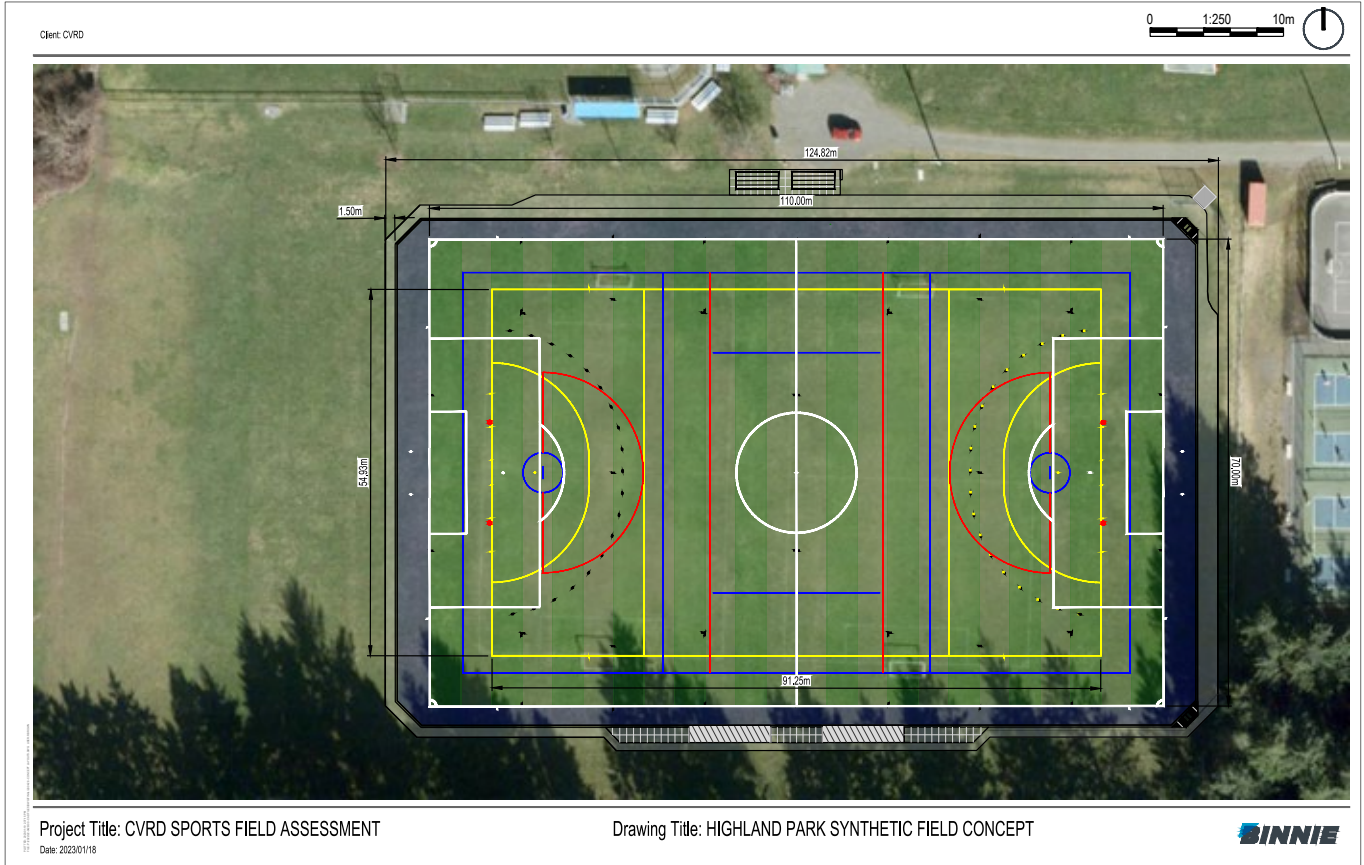 Client: CVRD
0 1:250 10m
124.82m
110.00m
1.50m
54.93m
70.00m
91.25m
Project Title: CVRD SPORTS FIELD ASSESSMENT
Drawing Title: HIGHLAND PARK SYNTHETIC FIELD CONCEPT
BINNIE
Date: 2023/01/18